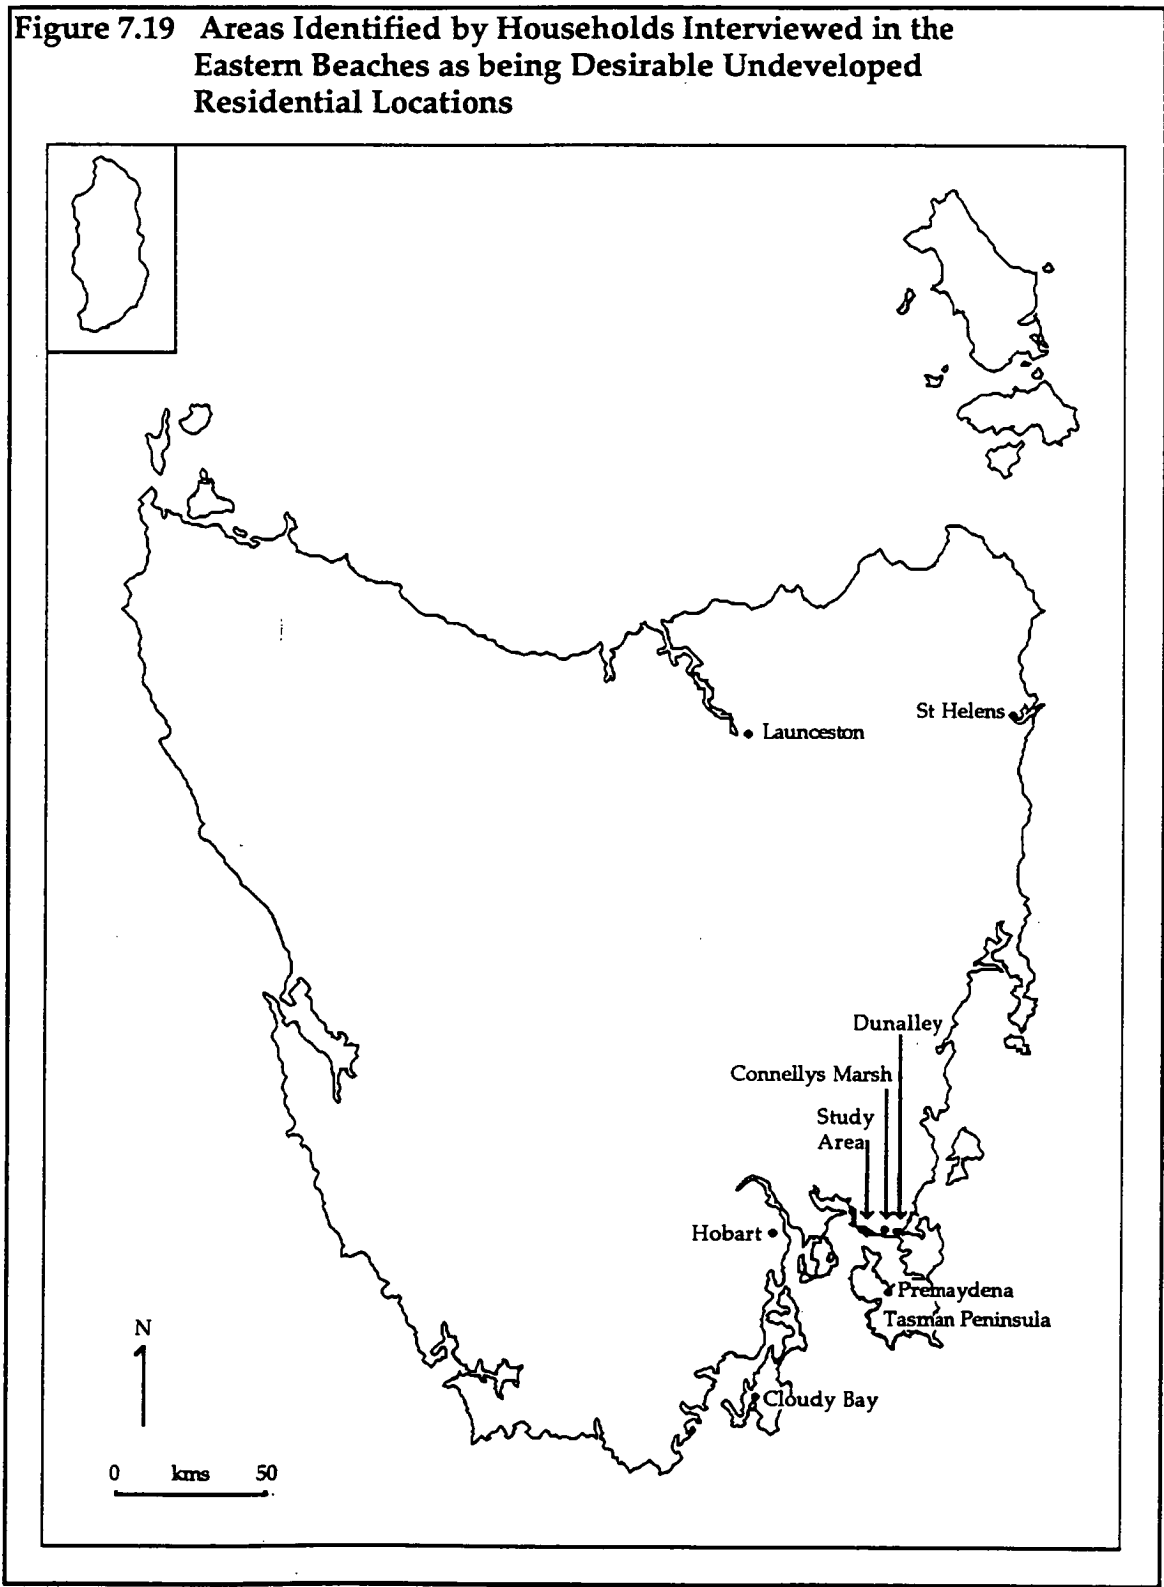 Figure 7.19 Areas Identified by Households Interviewed in the
Eastern Beaches as being Desirable Undeveloped
Residential Locations
St Helens
Launceston
Dunalley
Connellys Marsh
Study
Area
Hobart
Premaydena
Tasman Peninsula
N
Cloudy Bay
0 kms 50